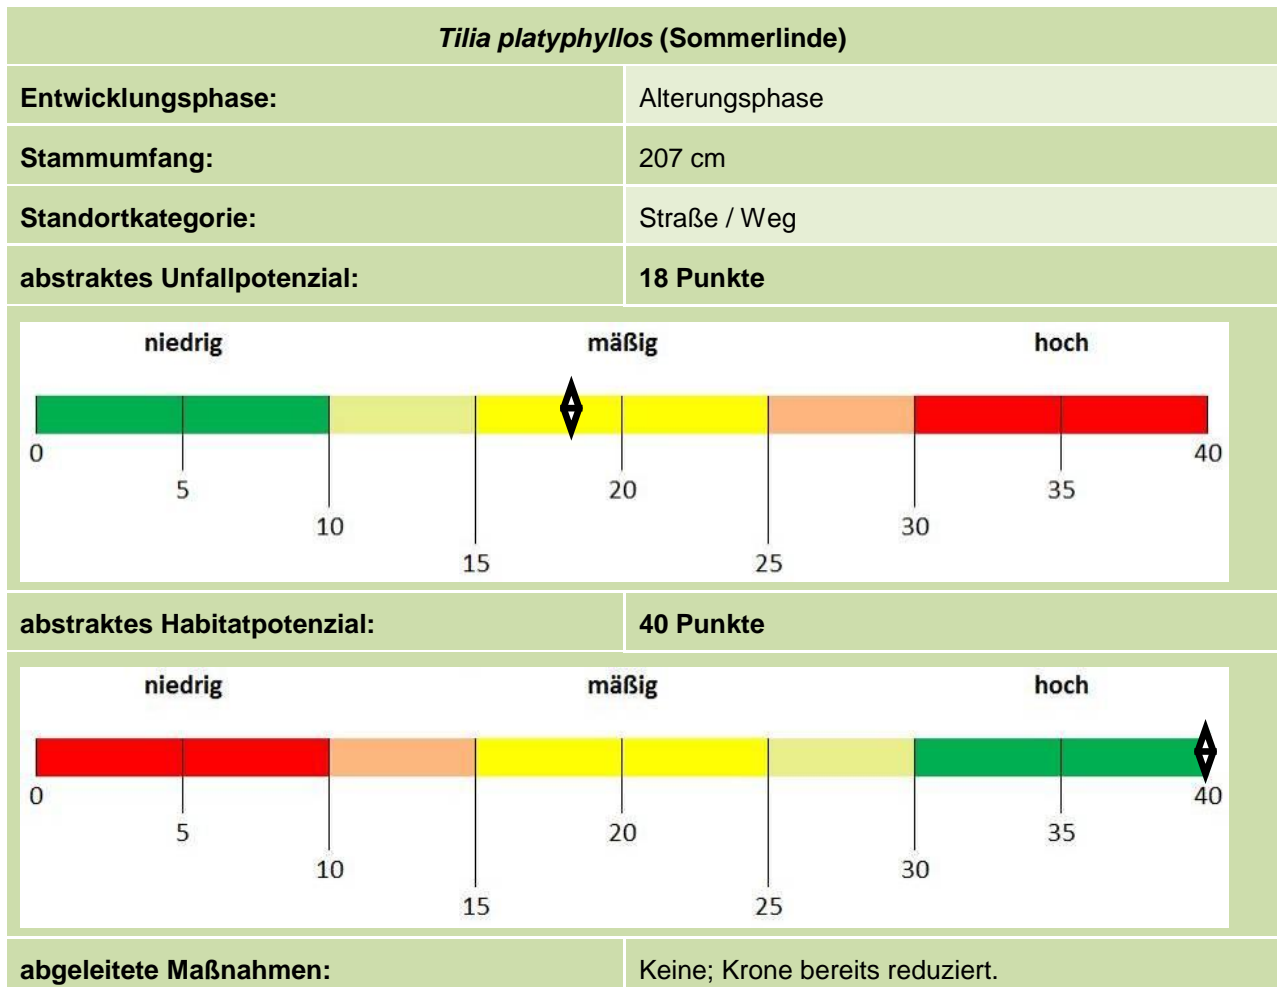 Tilia platyphyllos (Sommerlinde)
Entwicklungsphase: Alterungsphase
Stammumfang: 207 cm
Standortkategorie: Straße / Weg
abstraktes Unfallpotenzial: 18 Punkte
niedrig mäßig hoch
0 40
5 20 35
10 30
15 25
abstraktes Habitatpotenzial: 40 Punkte
niedrig mäßig hoch
0 40
5 20 35
10 30
15 25
abgeleitete Maßnahmen: Keine; Krone bereits reduziert.